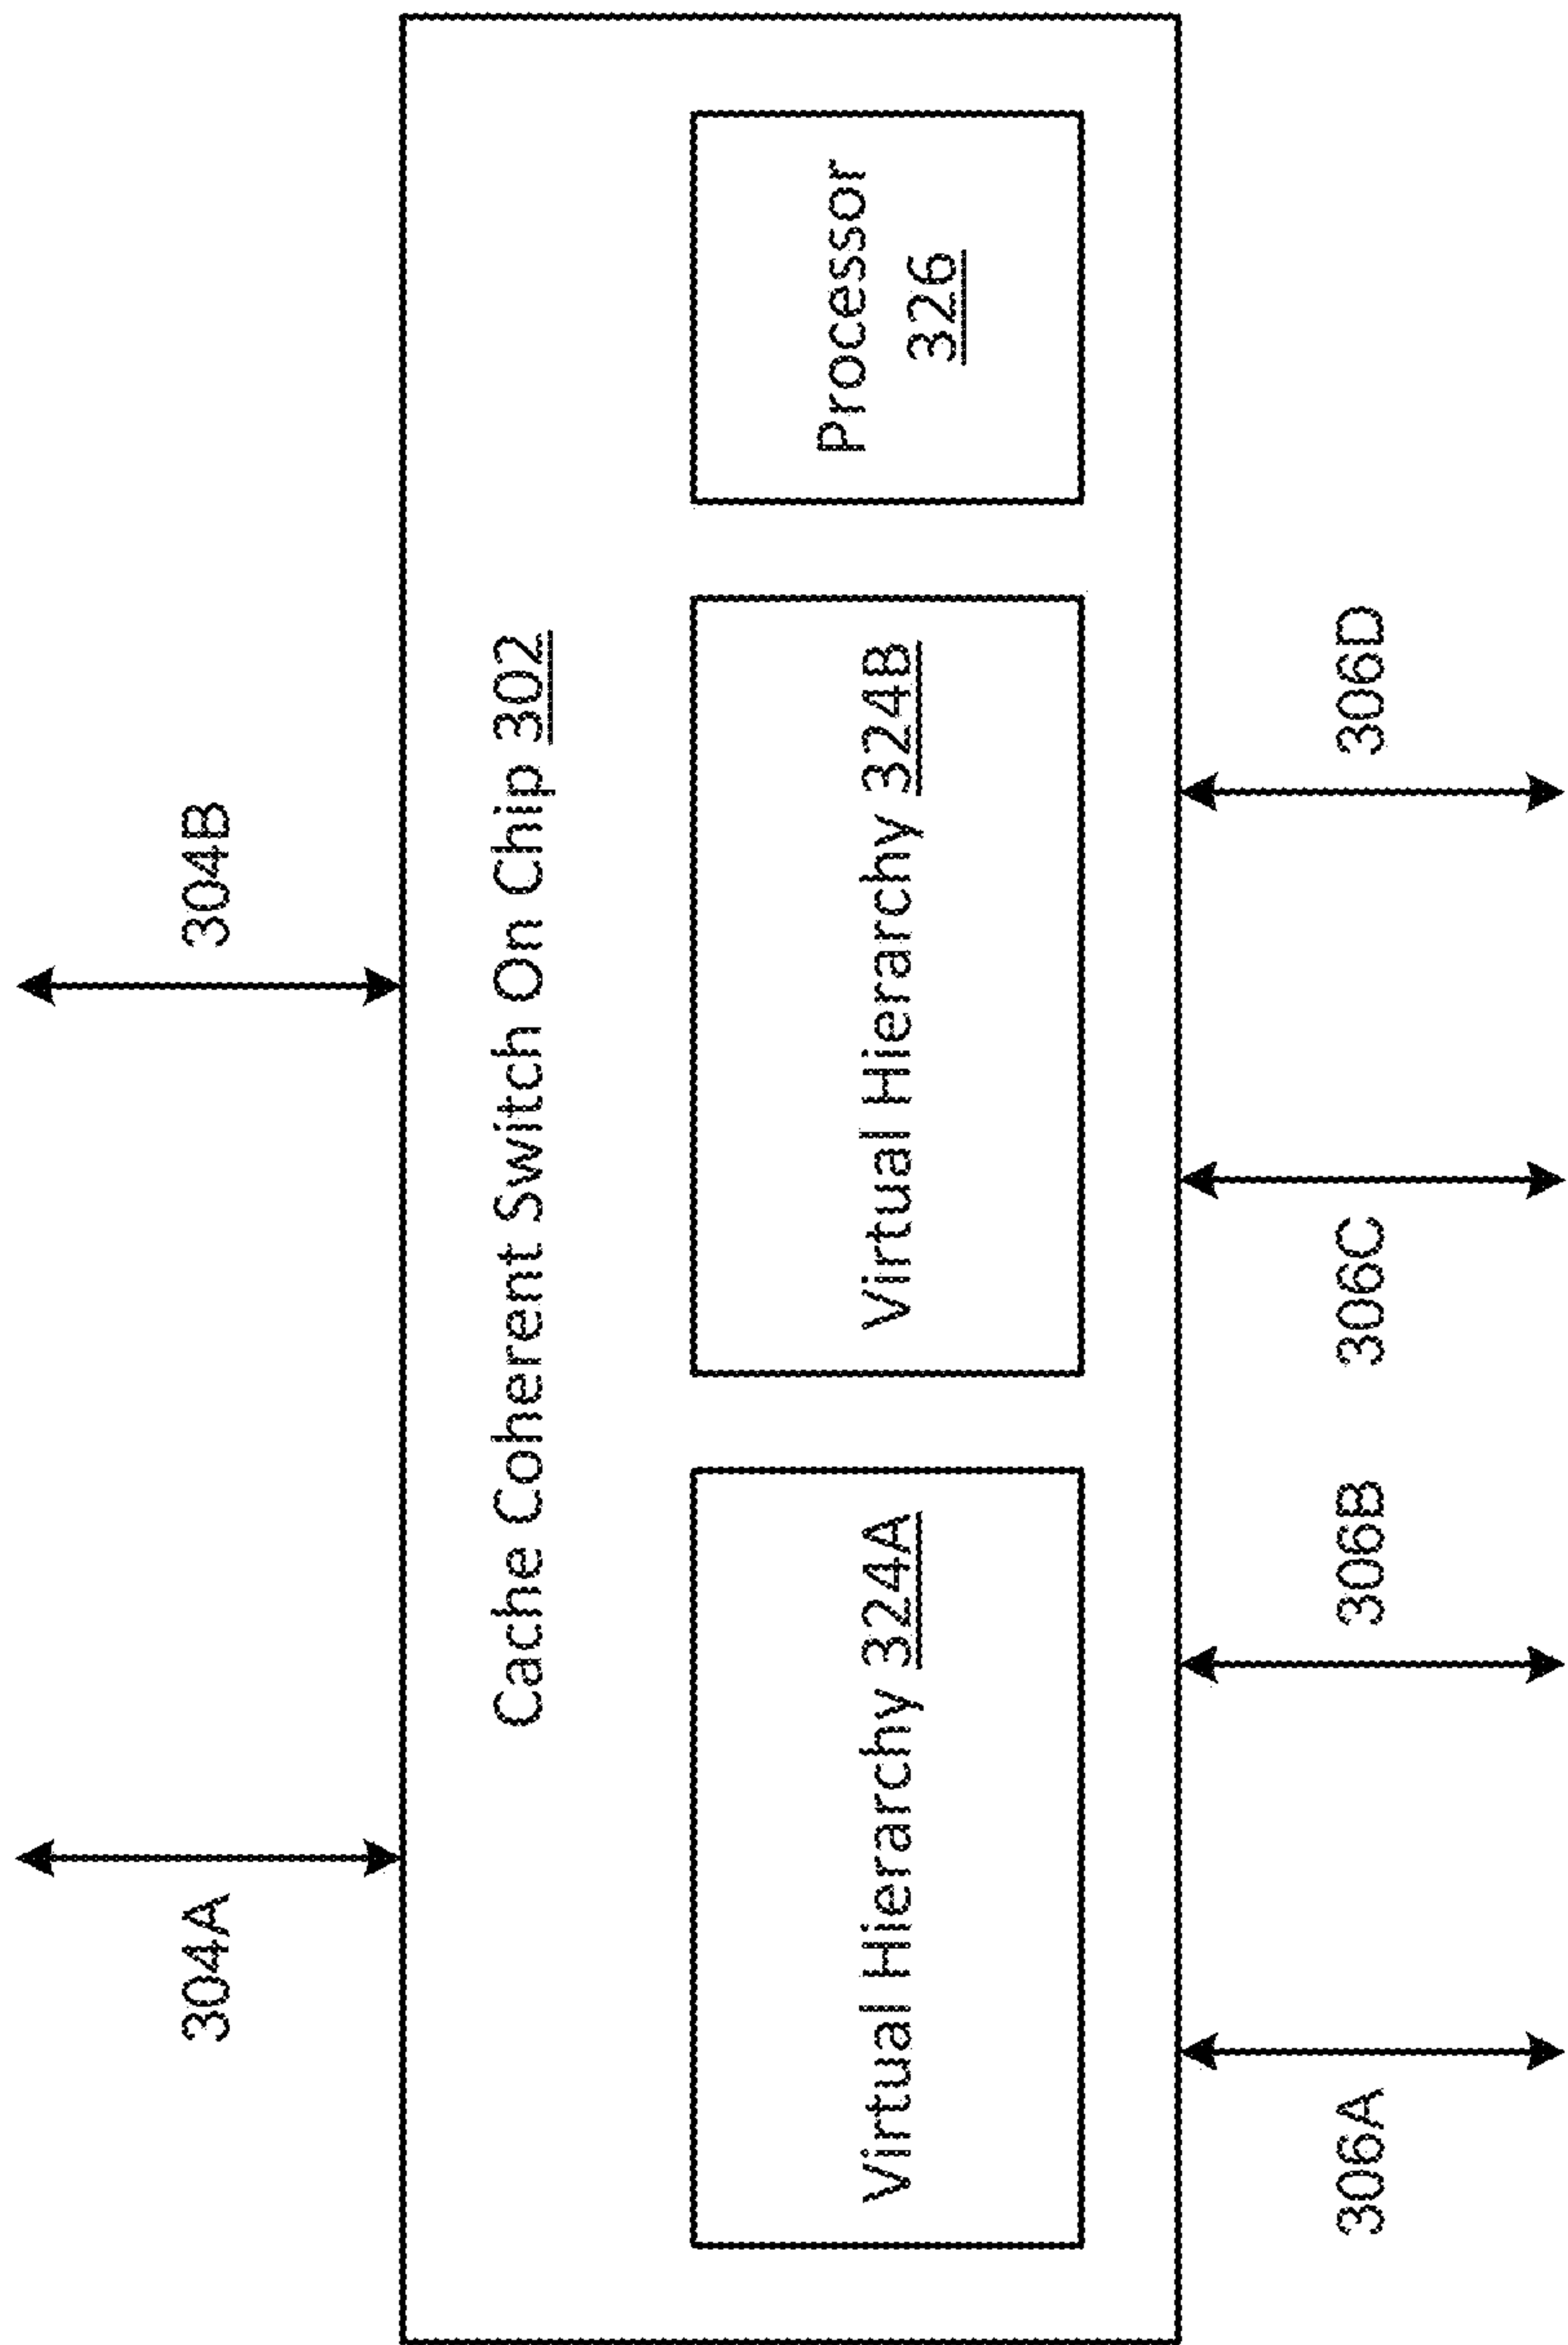 304A
304B
Cache Coherent Switch On Chip 302
Virtual Hierarchy 324A
Virtual Hierarchy 324B
Processor
326
306A
306B
306C
306D